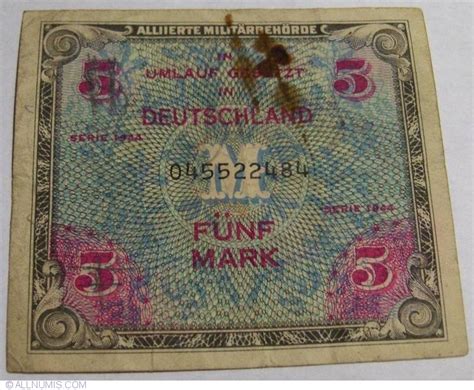 ALLIIERTE MILITÄRBEHÖRDE
5 IN 5
UMLAUF GESETZT
IN
DEUTSCHLAND
SERIE 1944
M
045522484
SERIE 1944
FÜNF
MARK
5 5
© ALLNUMIS.COM